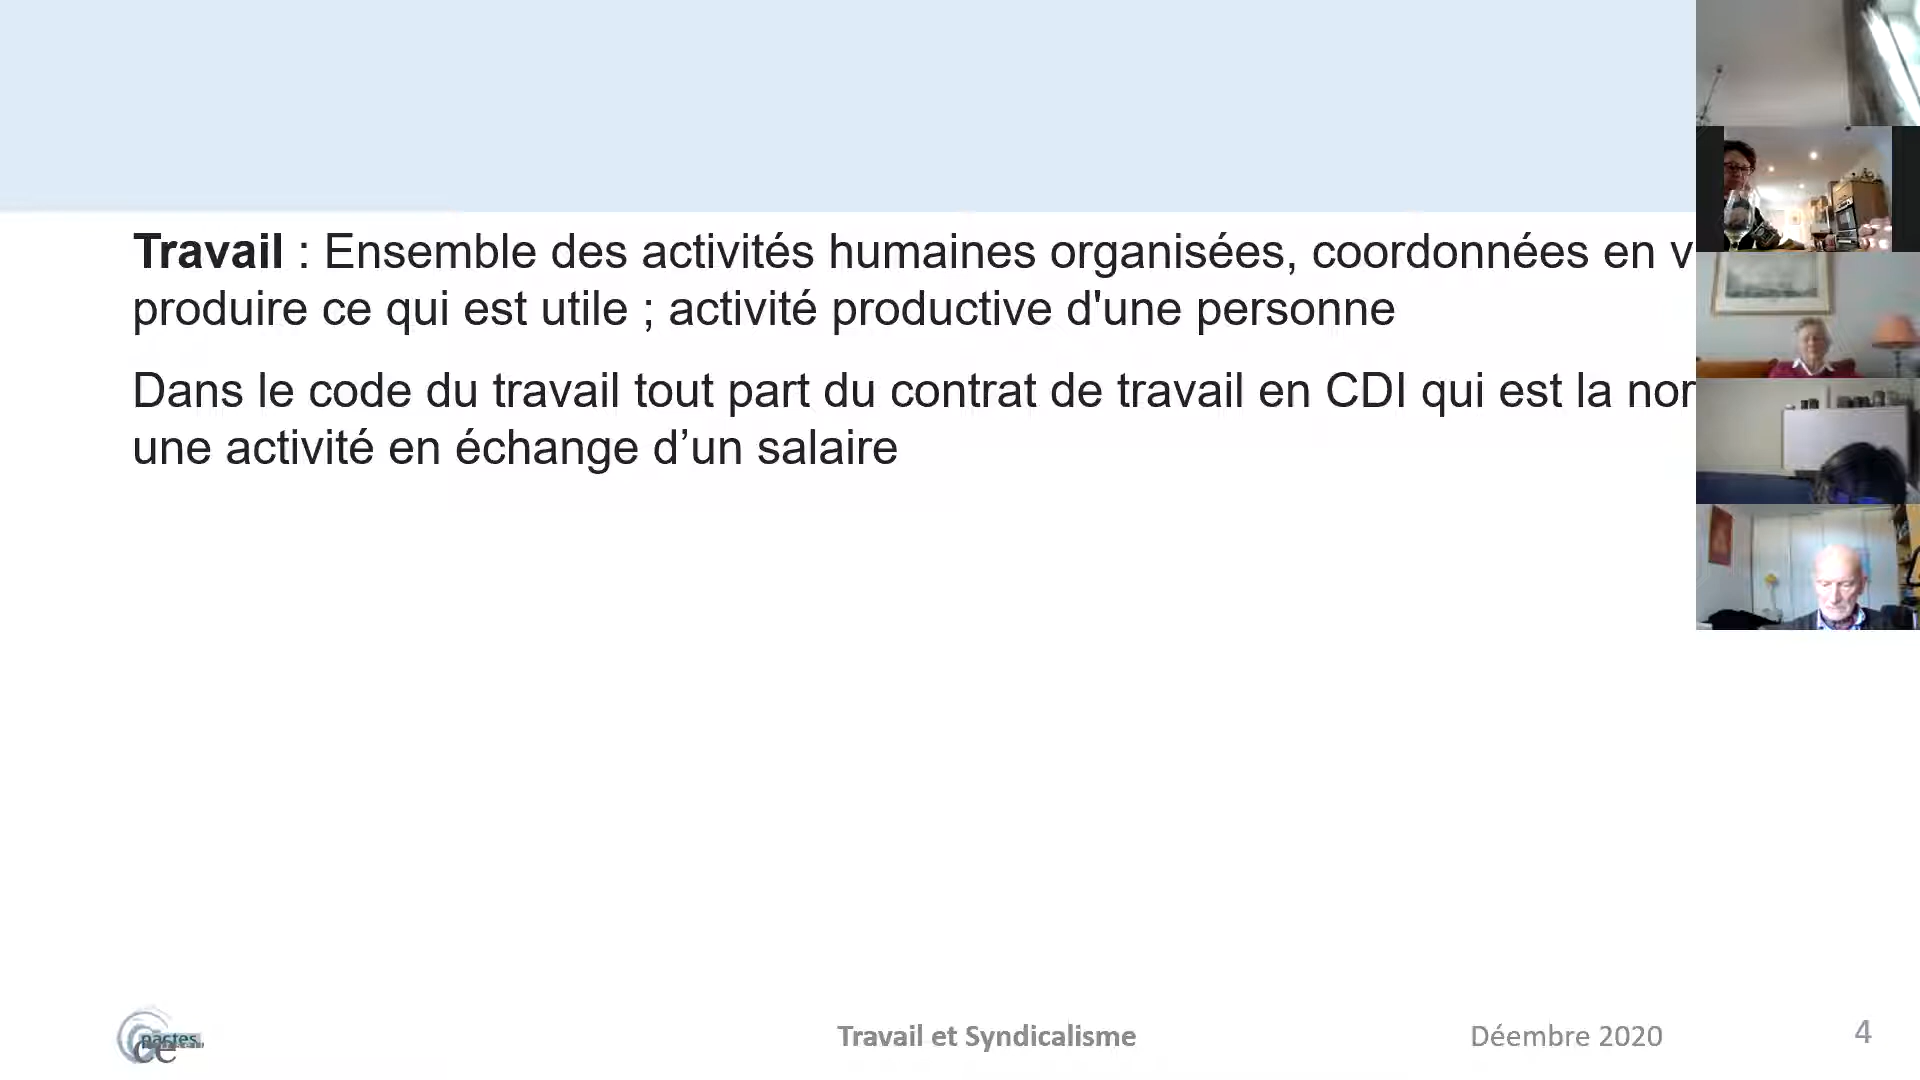 Travail : Ensemble des activités humaines organisées, coordonnées en v
produire ce qui est utile ; activité productive d'une personne
Dans le code du travail tout part du contrat de travail en CDI qui est la nor
une activité en échange d’un salaire
pactes
ce
Travail et Syndicalisme
Déembre 2020
4